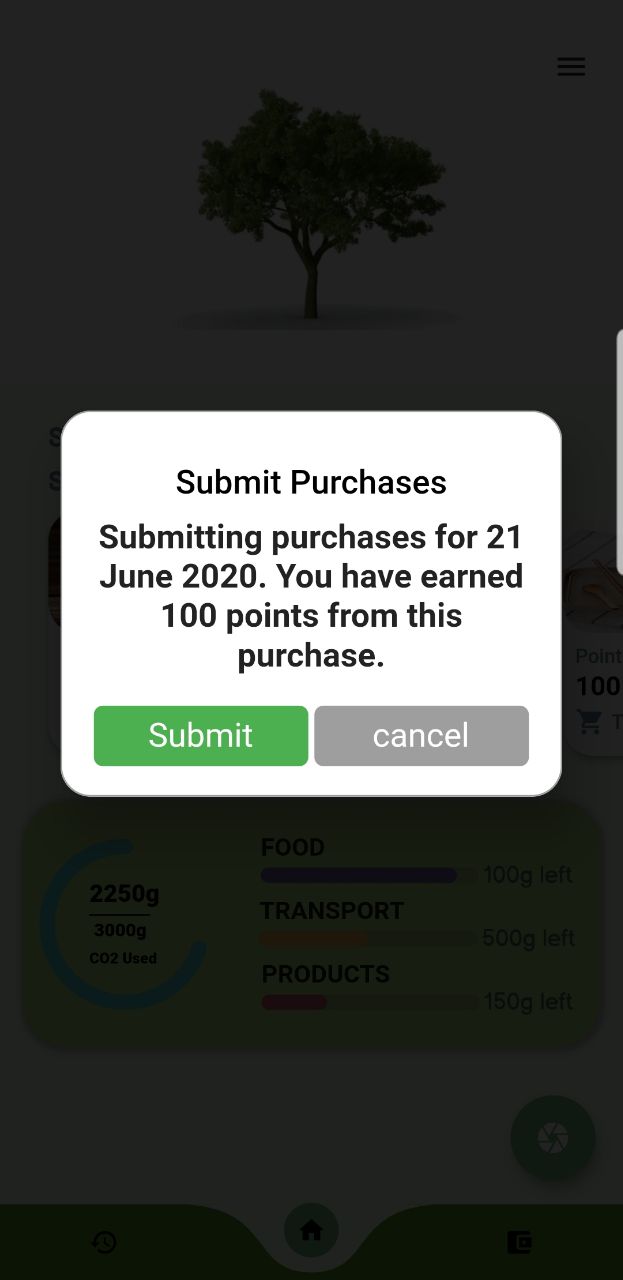 Submit Purchases
Submitting purchases for 21
June 2020. You have earned
100 points from this
purchase.
Submit
cancel
S
S
Point
100
T
FOOD
100g left
2250g
3000g
CO2 Used
TRANSPORT
500g left
PRODUCTS
150g left